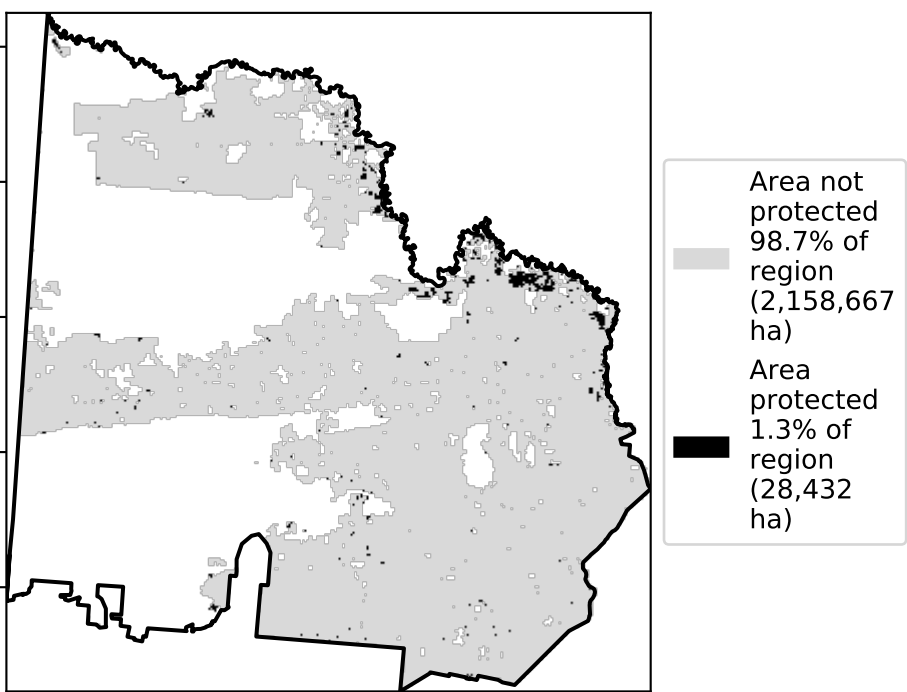 Area not
protected
98.7% of
region
(2,158,667
ha)
Area
protected
1.3% of
region
(28,432
ha)